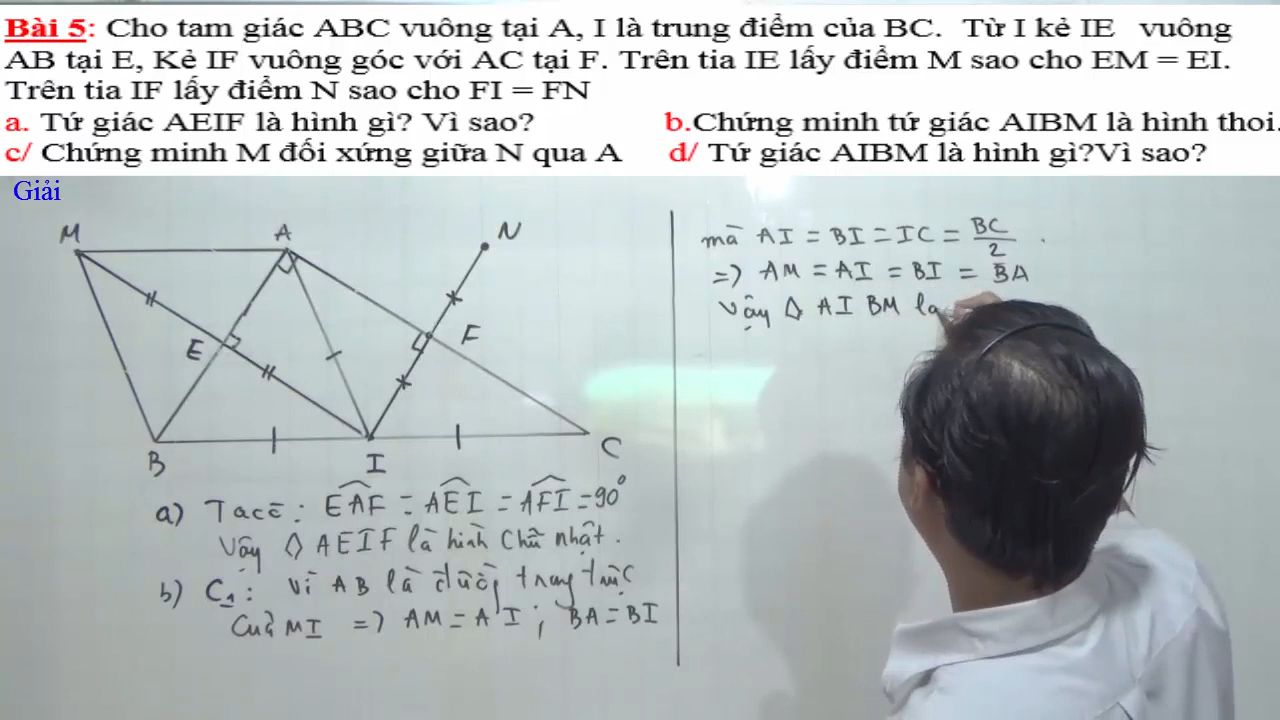 Bài 5: Cho tam giác ABC vuông tại A, I là trung điểm của BC. Từ I kẻ IE vuông
AB tại E, Kẻ IF vuông góc với AC tại F. Trên tia IE lấy điểm M sao cho EM = EI.
Trên tia IF lấy điểm N sao cho FI = FN
a. Tứ giác AEIF là hình gì? Vì sao?
b.Chứng minh tứ giác AIBM là hình thoi.
c/ Chứng minh M đối xứng giữa N qua A
d/ Tứ giác AIBM là hình gì?Vì sao?
Giải
M
A
N
E
F
B
I
C
a) Ta có: EAF = AEI = AFI = 90°
Vậy ◊ AEIF là hình chữ nhật.
b) C1: Vì AB là đường trung trực
của MI => AM = AI ; BA = BI
mà AI = BI = IC = BC/2.
=> AM = AI = BI = BA
Vậy ◊ AIBM là